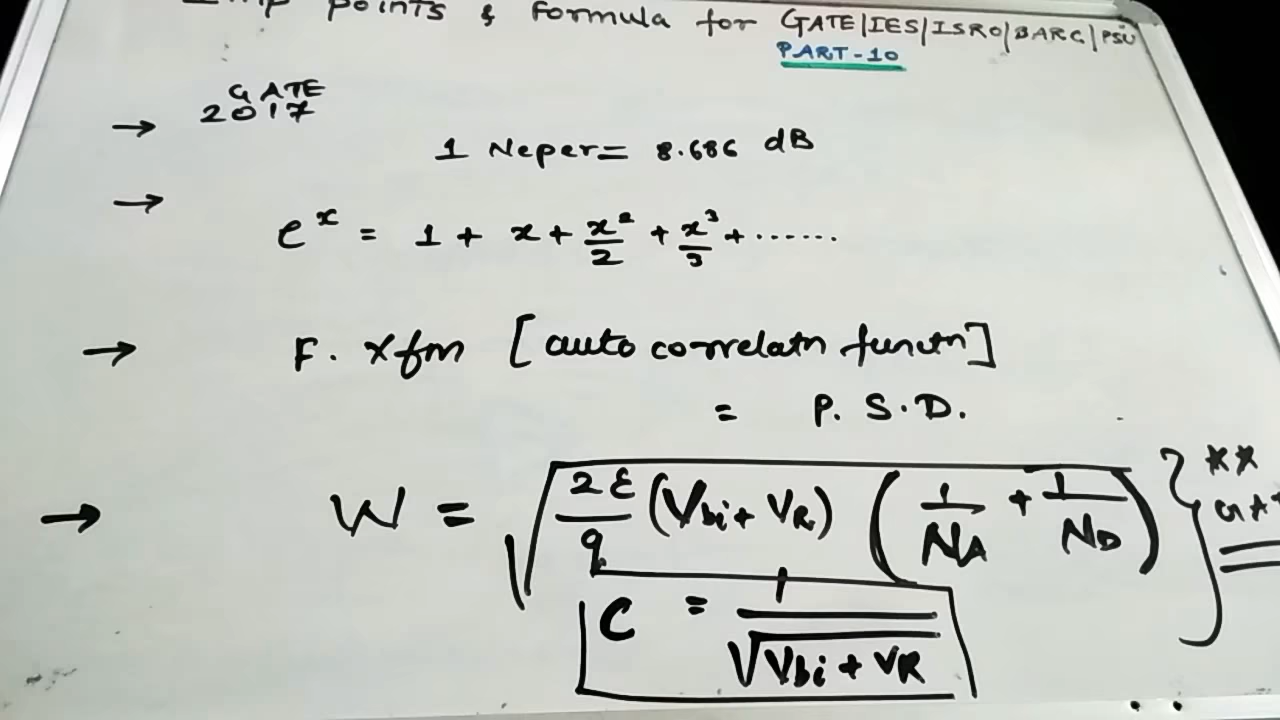 Imp points & Formula for GATE/IES/ISRO/BARC/PSU
PART-10
→ GATE 2017
1 Neper = 8.686 dB
→ e^x = 1 + x + x²/2 + x³/3 + ......
→ F. xfm [auto correlatn functn]
= P. S. D.
→ W = √(2ε/q (Vbi + VR) (1/NA + 1/ND)) } **
C = 1/√(Vbi + VR)